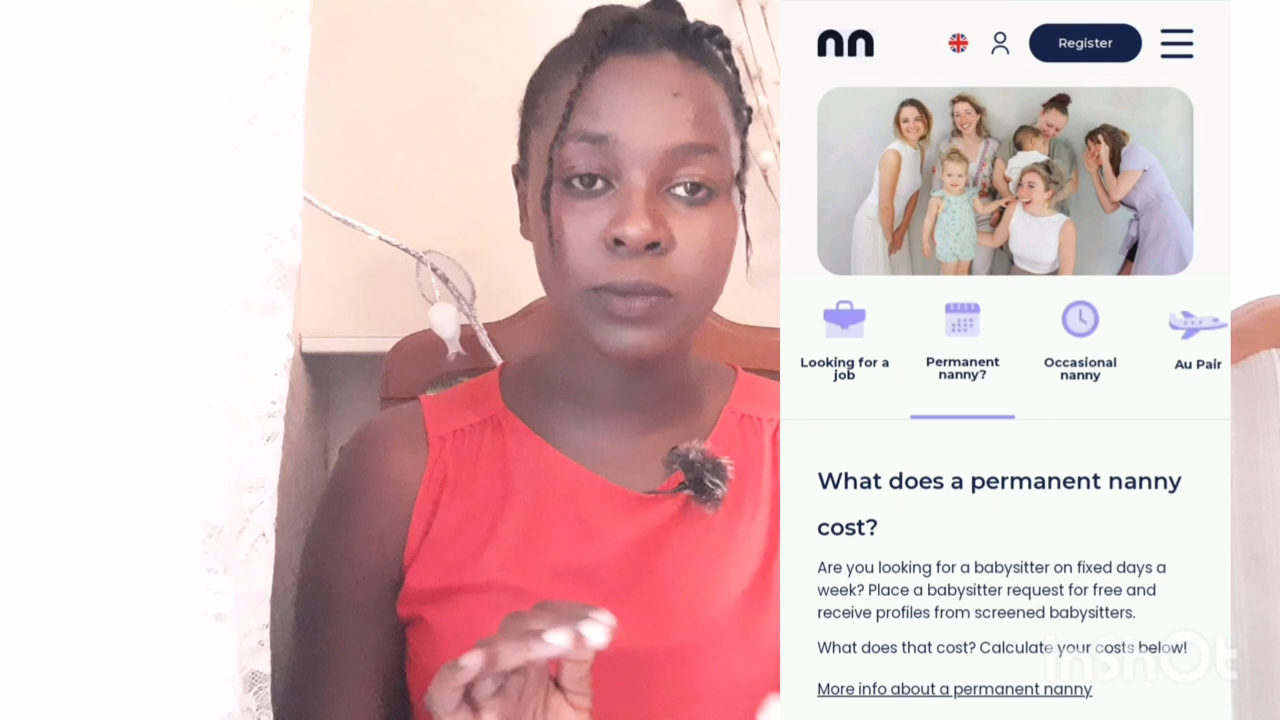 nn
Register
Looking for a
job
Permanent
nanny?
Occasional
nanny
Au Pair
What does a permanent nanny
cost?
Are you looking for a babysitter on fixed days a
week? Place a babysitter request for free and
receive profiles from screened babysitters.
What does that cost? Calculate your costs below!
More info about a permanent nanny
InShOt